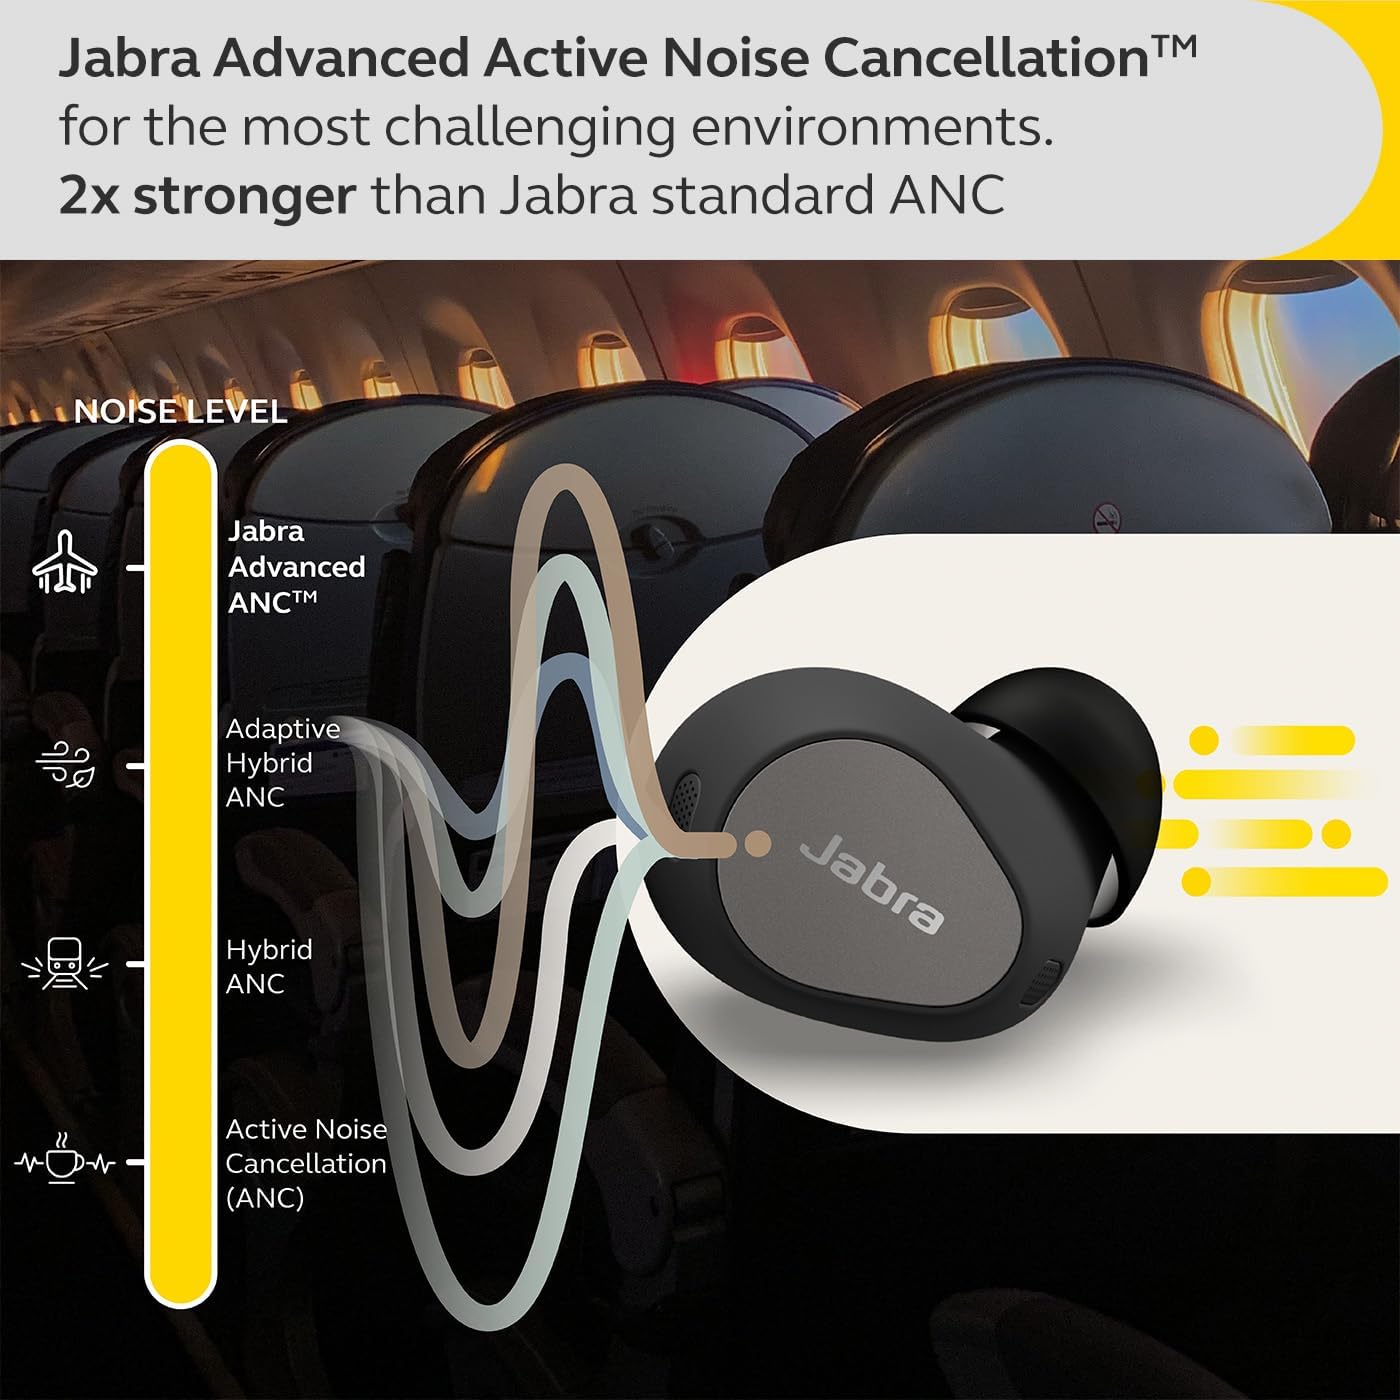 Jabra Advanced Active Noise Cancellation™
for the most challenging environments.
2x stronger than Jabra standard ANC
NOISE LEVEL
Jabra
Advanced
ANC™
Adaptive
Hybrid
ANC
Hybrid
ANC
Active Noise
Cancellation
(ANC)
Jabra